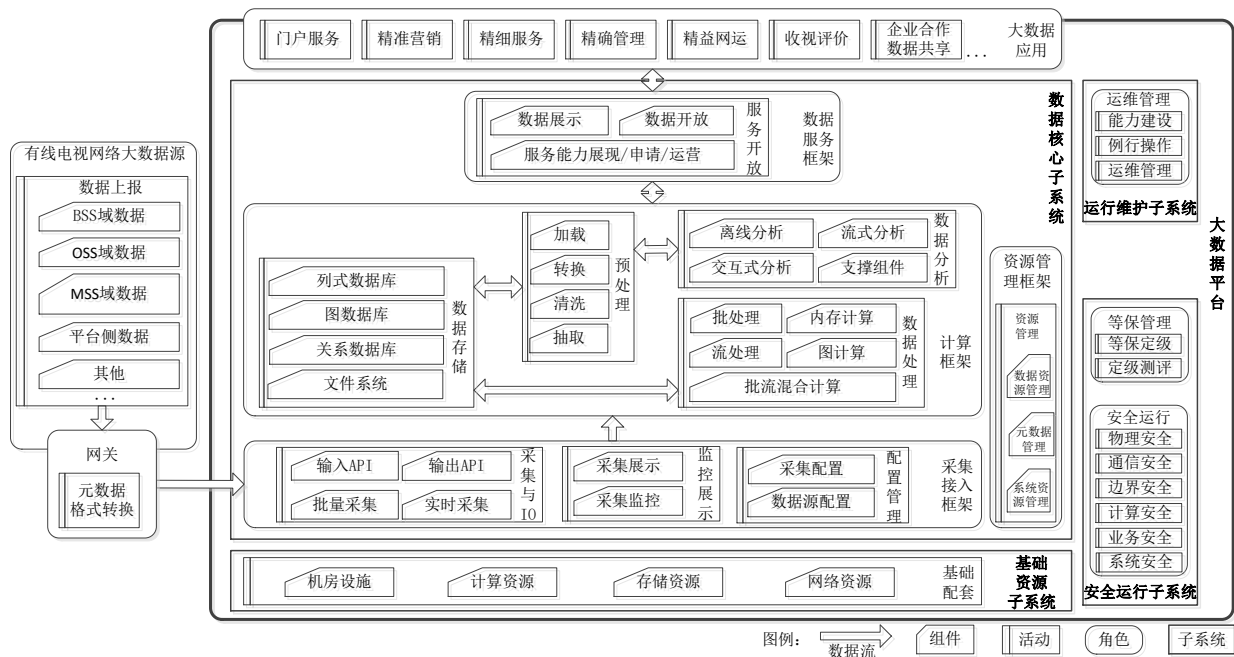 门户服务
精准营销
精细服务
精确管理
精益网运
收视评价
企业合作
数据共享
...
大数据
应用
数据展示
数据开放
服务能力展现/申请/运营
服务开放
数据
服务
框架
数据核心子系统
有线电视网络大数据源
数据上报
BSS域数据
OSS域数据
MSS域数据
平台侧数据
其他
...
网关
元数据
格式转换
列式数据库
图数据库
关系数据库
文件系统
数据存储
加载
转换
清洗
抽取
预处理
离线分析
流式分析
交互式分析
支撑组件
数据分析
批处理
内存计算
流处理
图计算
批流混合计算
数据处理
计算
框架
资源管
理框架
资源
管理
数据资
源管理
元数据
管理
系统资
源管理
输入API
输出API
批量采集
实时采集
采集与IO
采集展示
采集监控
监控展示
采集配置
数据源配置
配置管理
采集
接入
框架
机房设施
计算资源
存储资源
网络资源
基础
配套
基础
资源
子系统
运维管理
能力建设
例行操作
运维管理
运行维护子系统
大数据平台
等保管理
等保定级
定级测评
安全运行
物理安全
通信安全
边界安全
计算安全
业务安全
系统安全
安全运行子系统
图例：
数据流
组件
活动
角色
子系统